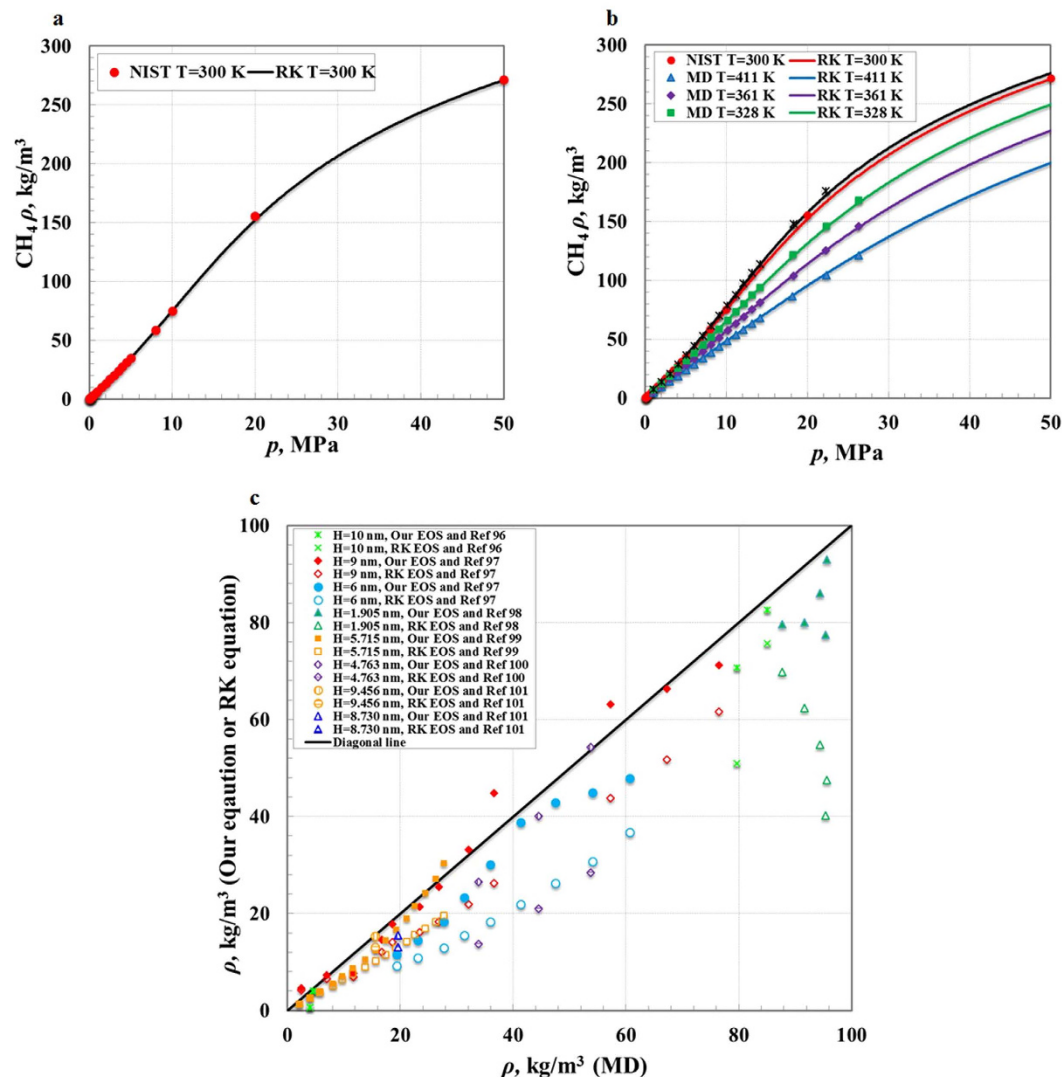 a
300
250
200
150
100
50
0
CH₄ ρ, kg/m³
NIST T=300 K RK T=300 K
0 10 20 30 40 50
p, MPa
b
300
250
200
150
100
50
0
CH₄ ρ, kg/m³
NIST T=300 K RK T=300 K
MD T=411 K RK T=411 K
MD T=361 K RK T=361 K
MD T=328 K RK T=328 K
0 10 20 30 40 50
p, MPa
c
100
80
60
40
20
0
ρ, kg/m³ (Our eqaution or RK equation)
H=10 nm, Our EOS and Ref 96
H=10 nm, RK EOS and Ref 96
H=9 nm, Our EOS and Ref 97
H=9 nm, RK EOS and Ref 97
H=6 nm, Our EOS and Ref 97
H=6 nm, RK EOS and Ref 97
H=1.905 nm, Our EOS and Ref 98
H=1.905 nm, RK EOS and Ref 98
H=5.715 nm, Our EOS and Ref 99
H=5.715 nm, RK EOS and Ref 99
H=4.763 nm, Our EOS and Ref 100
H=4.763 nm, RK EOS and Ref 100
H=9.456 nm, Our EOS and Ref 101
H=9.456 nm, RK EOS and Ref 101
H=8.730 nm, Our EOS and Ref 101
H=8.730 nm, RK EOS and Ref 101
Diagonal line
0 20 40 60 80 100
ρ, kg/m³ (MD)